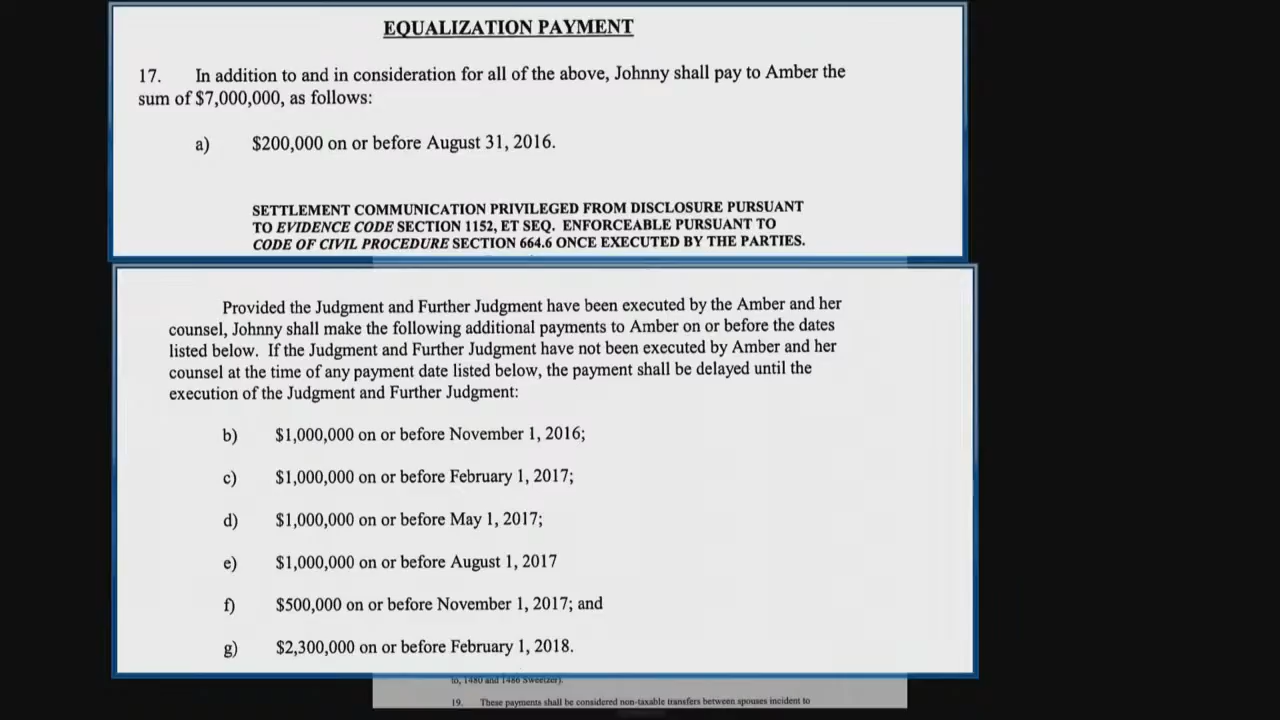 EQUALIZATION PAYMENT
17. In addition to and in consideration for all of the above, Johnny shall pay to Amber the
sum of $7,000,000, as follows:
a) $200,000 on or before August 31, 2016.
SETTLEMENT COMMUNICATION PRIVILEGED FROM DISCLOSURE PURSUANT
TO EVIDENCE CODE SECTION 1152, ET SEQ. ENFORCEABLE PURSUANT TO
CODE OF CIVIL PROCEDURE SECTION 664.6 ONCE EXECUTED BY THE PARTIES.
Provided the Judgment and Further Judgment have been executed by the Amber and her
counsel, Johnny shall make the following additional payments to Amber on or before the dates
listed below. If the Judgment and Further Judgment have not been executed by Amber and her
counsel at the time of any payment date listed below, the payment shall be delayed until the
execution of the Judgment and Further Judgment:
b) $1,000,000 on or before November 1, 2016;
c) $1,000,000 on or before February 1, 2017;
d) $1,000,000 on or before May 1, 2017;
e) $1,000,000 on or before August 1, 2017
f) $500,000 on or before November 1, 2017; and
g) $2,300,000 on or before February 1, 2018.
to, 1480 and 1486 Sweetzer).
19. These payments shall be considered non-taxable transfers between spouses incident to